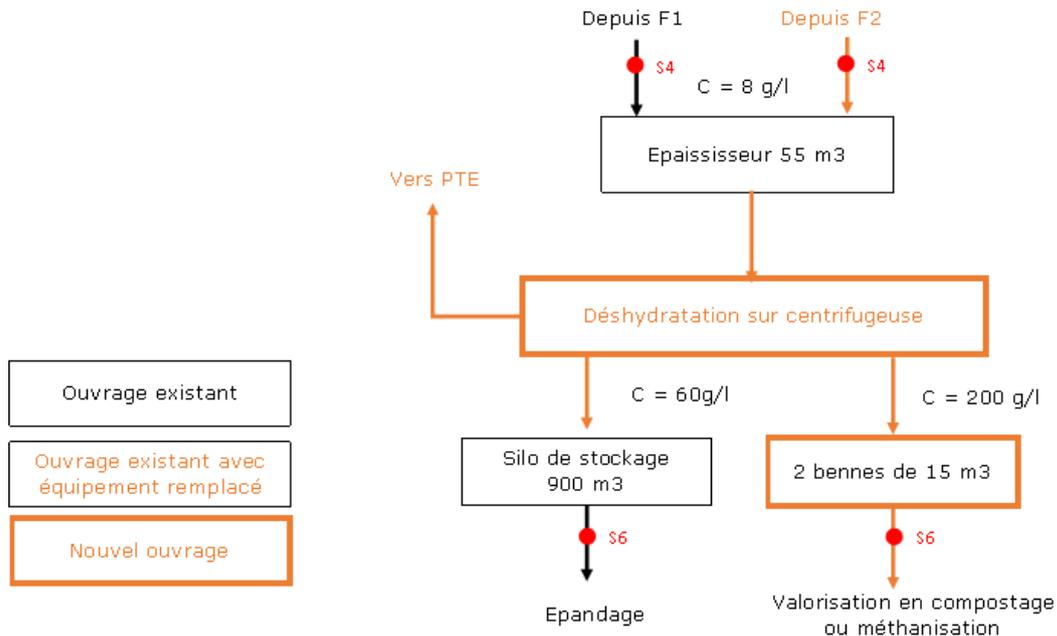 Depuis F1
Depuis F2
S4
S4
C = 8 g/l
Epaississeur 55 m3
Vers PTE
Déshydratation sur centrifugeuse
Ouvrage existant
C = 60g/l
C = 200 g/l
Ouvrage existant avec
équipement remplacé
Silo de stockage
900 m3
2 bennes de 15 m3
Nouvel ouvrage
S6
S6
Epandage
Valorisation en compostage
ou méthanisation